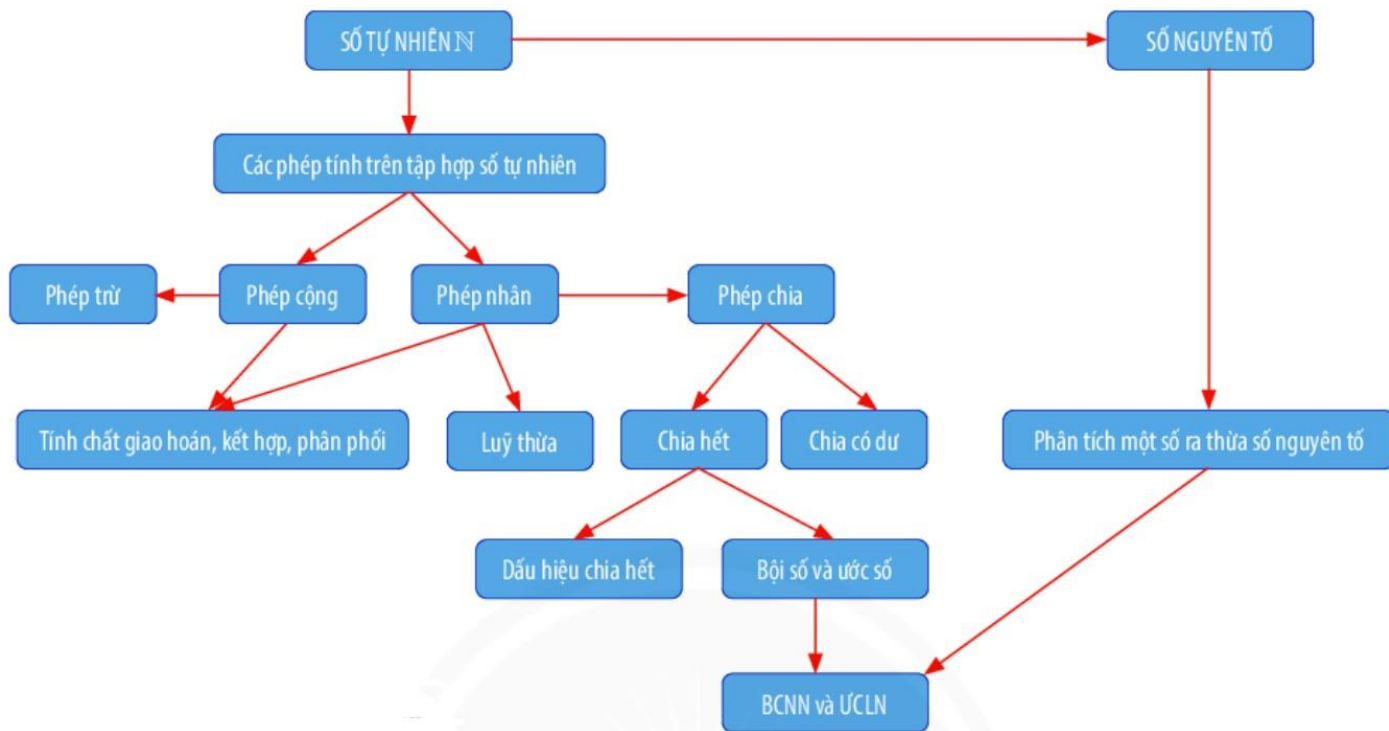 SỐ TỰ NHIÊN ℕ
SỐ NGUYÊN TỐ
Các phép tính trên tập hợp số tự nhiên
Phép trừ
Phép cộng
Phép nhân
Phép chia
Tính chất giao hoán, kết hợp, phân phối
Luỹ thừa
Chia hết
Chia có dư
Phân tích một số ra thừa số nguyên tố
Dấu hiệu chia hết
Bội số và ước số
BCNN và ƯCLN